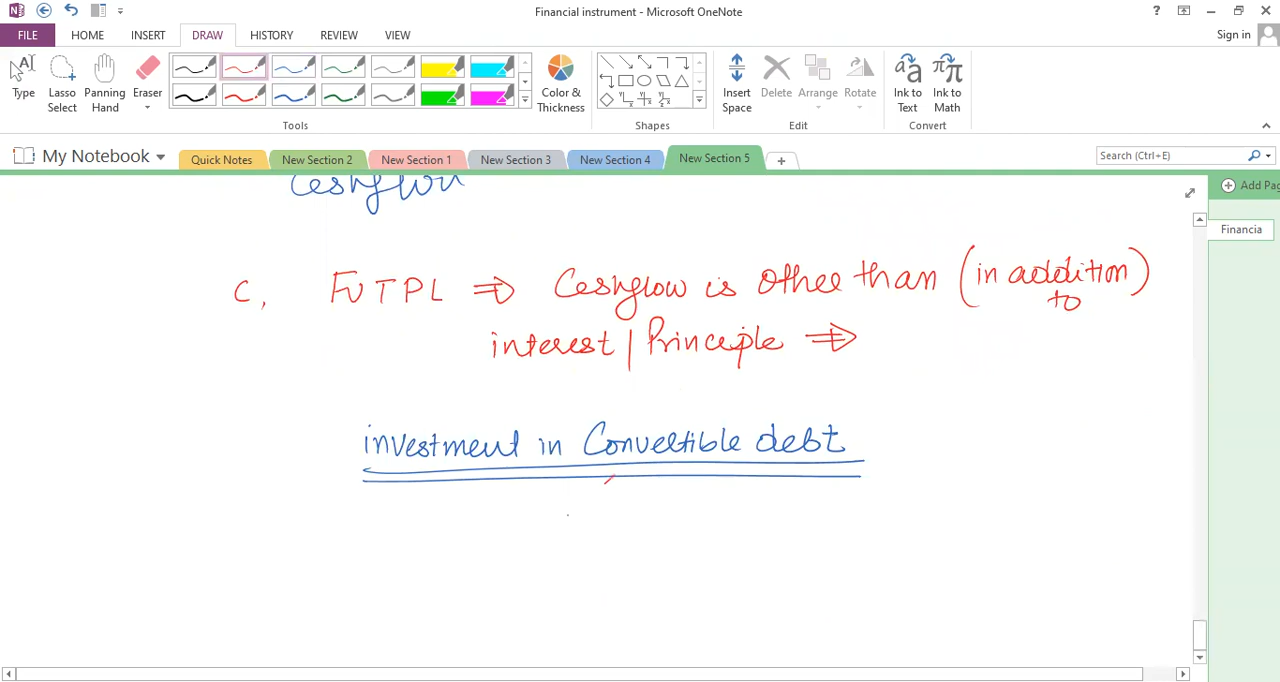 Financial instrument - Microsoft OneNote
?
FILE HOME INSERT DRAW HISTORY REVIEW VIEW
Sign in
Type
Lasso Select
Panning Hand
Eraser
Color & Thickness
Insert Space
Delete
Arrange
Rotate
Ink to Text
Ink to Math
Tools Shapes Edit Convert
My Notebook Quick Notes New Section 2 New Section 1 New Section 3 New Section 4 New Section 5
Search (Ctrl+E)
Add Pag
Financia
Cashflow
C, FVTPL ⇒ Cashflow is other than (in addition to)
interest | Principle ⇒
investment in Convertible debt